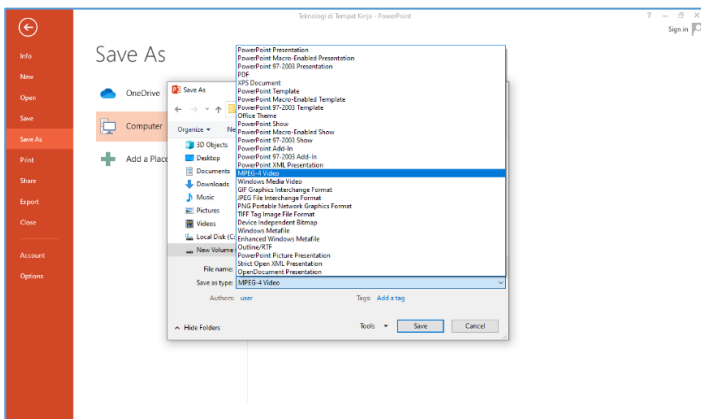 Teknologi di Tempat Kerja - PowerPoint
? – X
Sign in
Info
New
Open
Save
Save As
Print
Share
Export
Close
Account
Options
Save As
OneDrive
Computer
Add a Place
Save As
Organize
3D Objects
Desktop
Documents
Downloads
Music
Pictures
Videos
Local Disk (C:
New Volume
PowerPoint Presentation
PowerPoint Macro-Enabled Presentation
PowerPoint 97-2003 Presentation
PDF
XPS Document
PowerPoint Template
PowerPoint Macro-Enabled Template
PowerPoint 97-2003 Template
Office Theme
PowerPoint Show
PowerPoint Macro-Enabled Show
PowerPoint 97-2003 Show
PowerPoint Add-In
PowerPoint 97-2003 Add-In
PowerPoint XML Presentation
MPEG-4 Video
Windows Media Video
GIF Graphics Interchange Format
JPEG File Interchange Format
PNG Portable Network Graphics Format
TIFF Tag Image File Format
Device Independent Bitmap
Windows Metafile
Enhanced Windows Metafile
Outline/RTF
PowerPoint Picture Presentation
Strict Open XML Presentation
OpenDocument Presentation
File name:
Save as type: MPEG-4 Video
Authors: user
Tags: Add a tag
Hide Folders
Tools
Save
Cancel